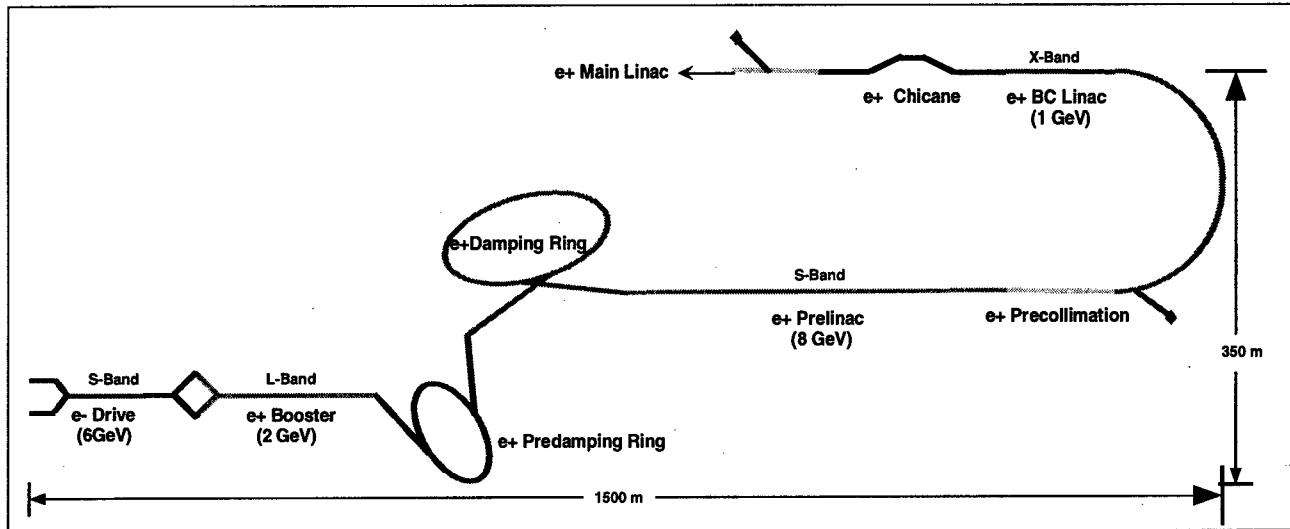 X-Band
e+ Main Linac
e+ Chicane
e+ BC Linac
(1 GeV)
e+Damping Ring
S-Band
e+ Prelinac
(8 GeV)
e+ Precollimation
350 m
S-Band
L-Band
e- Drive
(6GeV)
e+ Booster
(2 GeV)
e+ Predamping Ring
1500 m